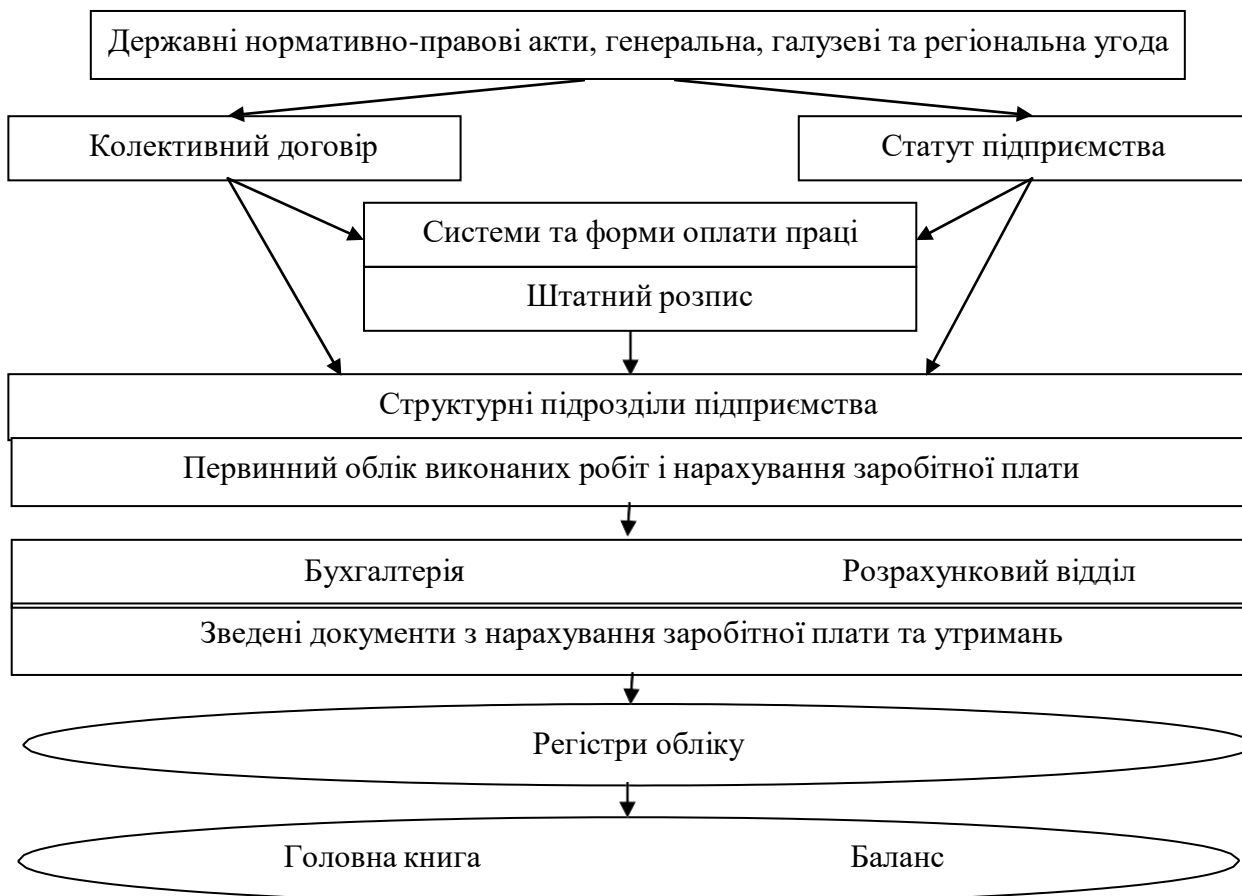 Державні нормативно-правові акти, генеральна, галузеві та регіональна угода
Колективний договір
Статут підприємства
Системи та форми оплати праці
Штатний розпис
Структурні підрозділи підприємства
Первинний облік виконаних робіт і нарахування заробітної плати
Бухгалтерія
Розрахунковий відділ
Зведені документи з нарахування заробітної плати та утримань
Регістри обліку
Головна книга
Баланс